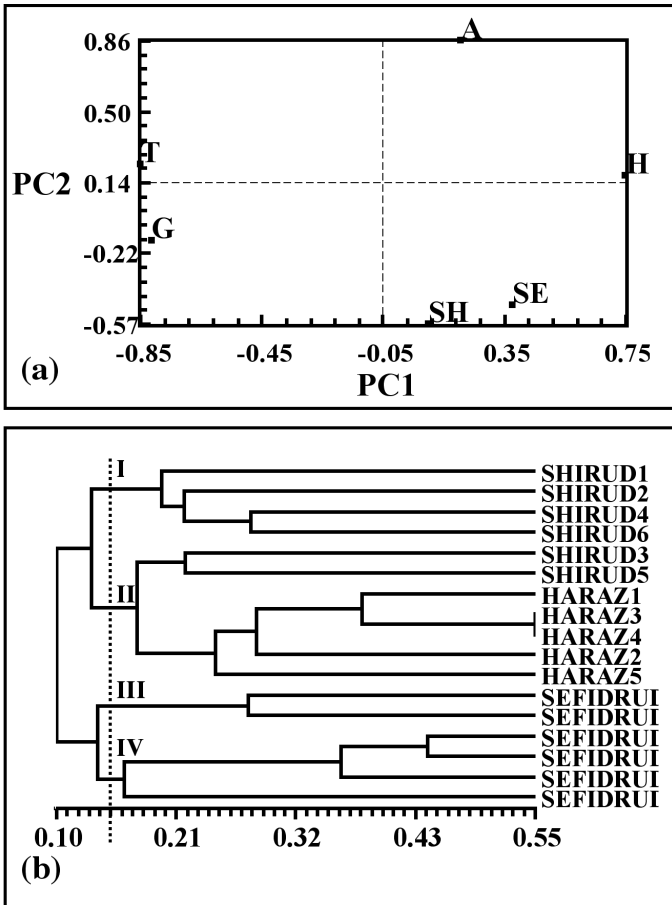 A
0.86
0.50
T
H
PC2 0.14
G
-0.22
SE
SH
-0.57
-0.85 -0.45 -0.05 0.35 0.75
(a)
PC1
I
SHIRUD1
SHIRUD2
SHIRUD4
SHIRUD6
SHIRUD3
SHIRUD5
II
HARAZ1
HARAZ3
HARAZ4
HARAZ2
HARAZ5
III
SEFIDRUI
SEFIDRUI
IV
SEFIDRUI
SEFIDRUI
SEFIDRUI
SEFIDRUI
0.10 0.21 0.32 0.43 0.55
(b)